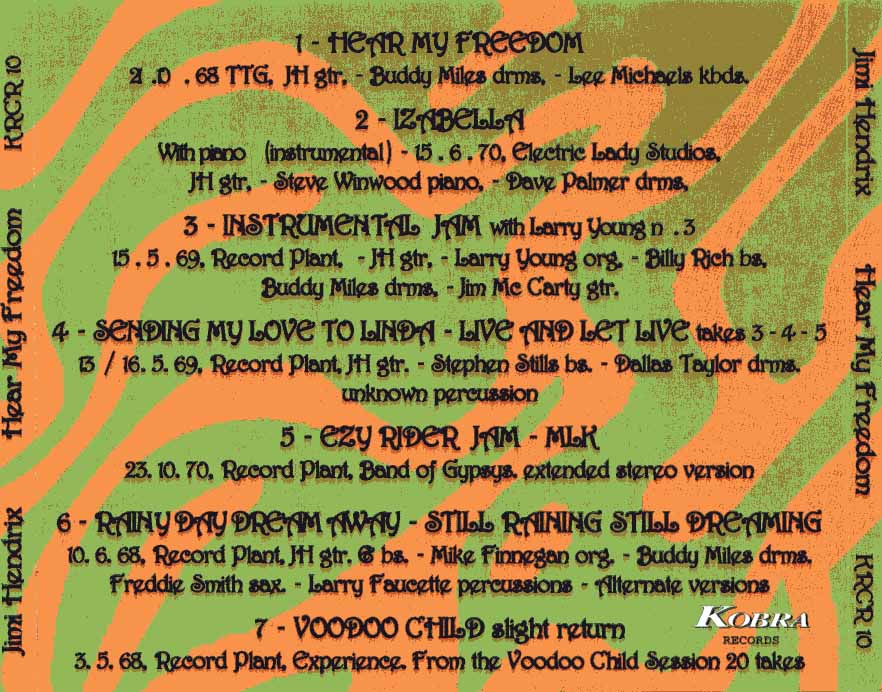 1 - HEAR MY FREEDOM
21 .0 . 68 TTG, JH gtr. - Buddy Miles drms. - Lee Michaels kbds.
2 - IZABELLA
With piano (instrumental) - 15 . 6 . 70, Electric Lady Studios,
JH gtr. - Steve Winwood piano, - Dave Palmer drms.
3 - INSTRUMENTAL JAM with Larry Young n . 3
15 . 5 . 69, Record Plant, - JH gtr. - Larry Young org. - Billy Rich bs,
Buddy Miles drms, - Jim Mc Carty gtr.
4 - SENDING MY LOVE TO LINDA - LIVE AND LET LIVE takes 3 - 4 - 5
13 / 16. 5. 69, Record Plant, JH gtr. - Stephen Stills bs. - Dallas Taylor drms.
unknown percussion
5 - EZY RIDER JAM - MLK
23. 10. 70, Record Plant, Band of Gypsys. extended stereo version
6 - RAINY DAY DREAM AWAY - STILL RAINING STILL DREAMING
10. 6. 68, Record Plant, JH gtr. & bs. - Mike Finnegan org. - Buddy Miles drms.
Freddie Smith sax. - Larry Faucette percussions - Alternate versions
7 - VOODOO CHILD slight return
3. 5. 68, Record Plant, Experience. From the Voodoo Child Session 20 takes
KOBRA
RECORDS
Jimi Hendrix Hear My Freedom KRCR 10
Jimi Hendrix Hear My Freedom KRCR 10